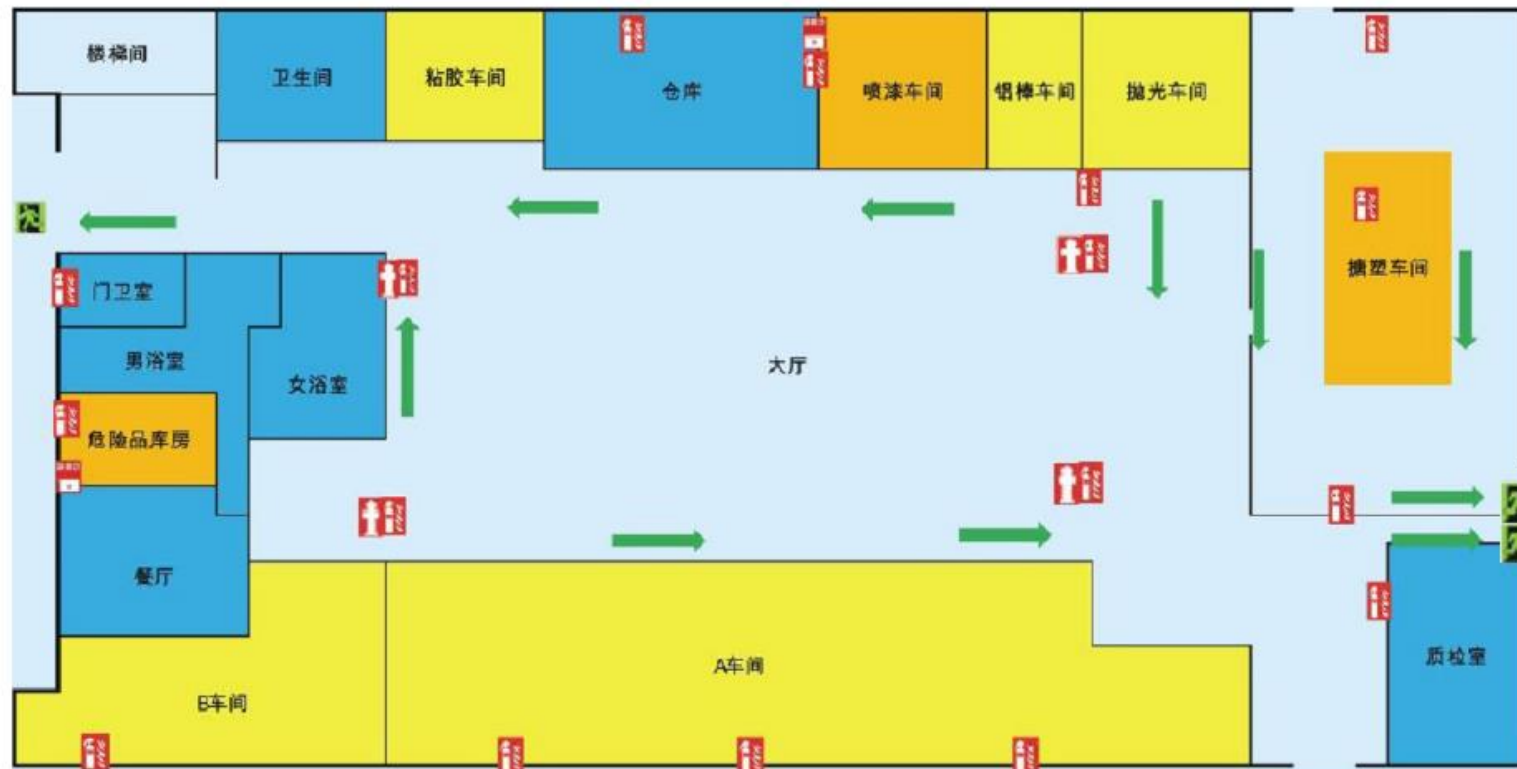 楼梯间
卫生间
粘胶车间
仓库
喷漆车间
铝棒车间
抛光车间
搪塑车间
门卫室
男浴室
女浴室
大厅
危险品库房
餐厅
A车间
B车间
质检室